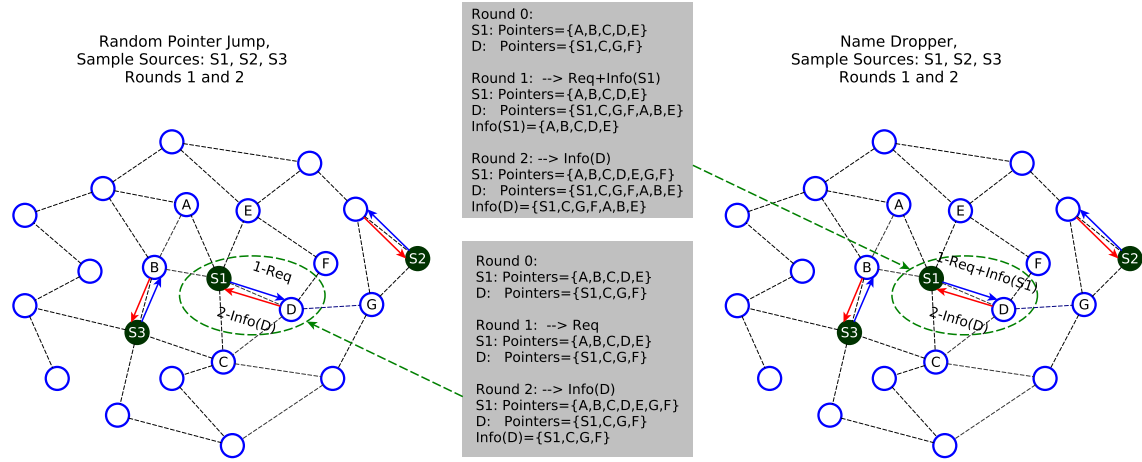 Random Pointer Jump,
Sample Sources: S1, S2, S3
Rounds 1 and 2
A
E
B
S1
1-Req
F
S2
D
G
2-Info(D)
S3
C
Round 0:
S1: Pointers={A,B,C,D,E}
D: Pointers={S1,C,G,F}
Round 1: --> Req+Info(S1)
S1: Pointers={A,B,C,D,E}
D: Pointers={S1,C,G,F,A,B,E}
Info(S1)={A,B,C,D,E}
Round 2: --> Info(D)
S1: Pointers={A,B,C,D,E,G,F}
D: Pointers={S1,C,G,F,A,B,E}
Info(D)={S1,C,G,F,A,B,E}
Round 0:
S1: Pointers={A,B,C,D,E}
D: Pointers={S1,C,G,F}
Round 1: --> Req
S1: Pointers={A,B,C,D,E}
D: Pointers={S1,C,G,F}
Round 2: --> Info(D)
S1: Pointers={A,B,C,D,E,G,F}
D: Pointers={S1,C,G,F}
Info(D)={S1,C,G,F}
Name Dropper,
Sample Sources: S1, S2, S3
Rounds 1 and 2
A
E
B
S1
1-Req+Info(S1)
F
S2
D
G
2-Info(D)
S3
C